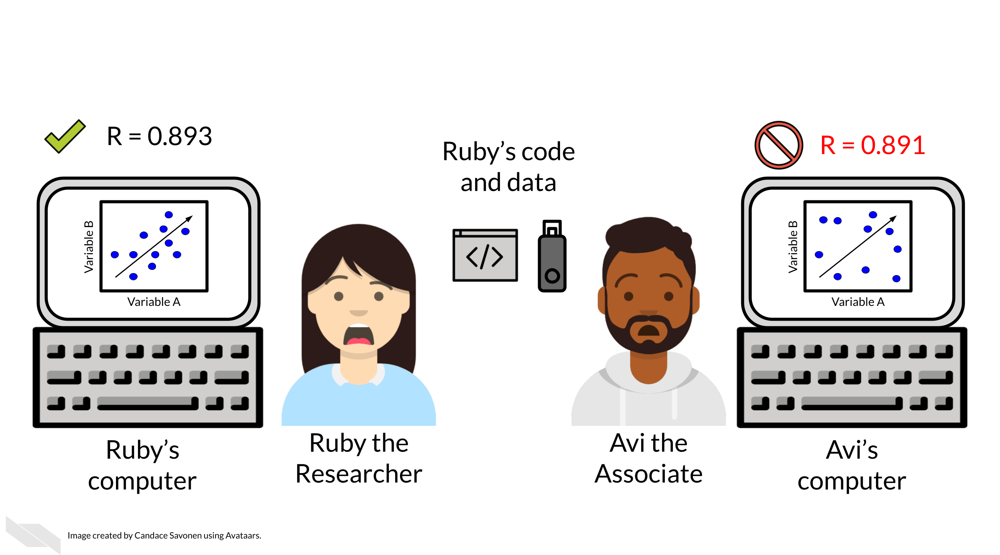 R = 0.893
Variable B
Variable A
Ruby’s
computer
Ruby the
Researcher
Ruby’s code
and data
</>
Avi the
Associate
R = 0.891
Variable B
Variable A
Avi’s
computer
Image created by Candace Savonen using Avataars.